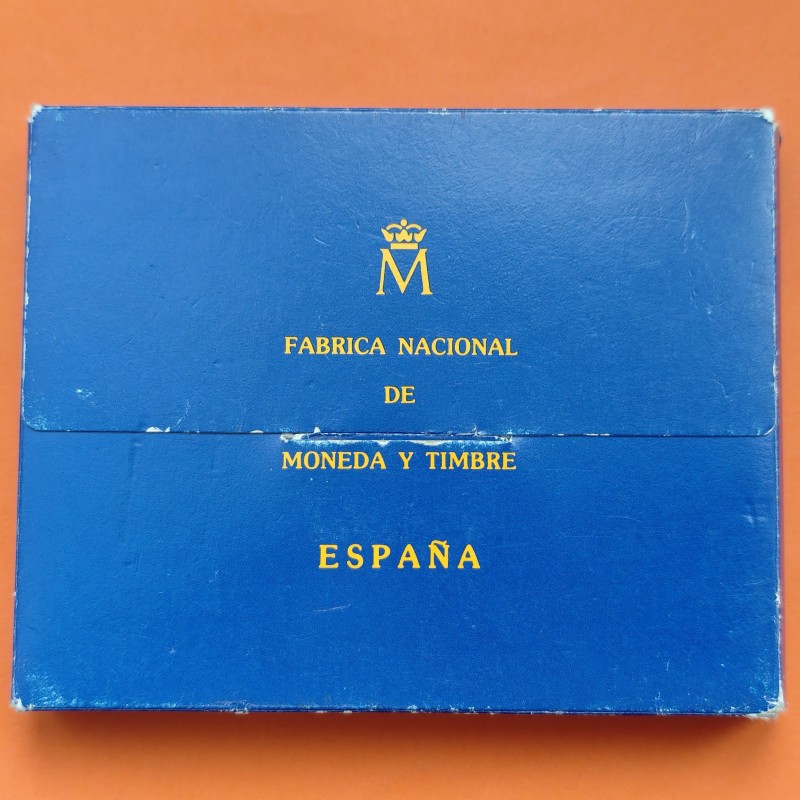 M
FABRICA NACIONAL
DE
MONEDA Y TIMBRE
ESPAÑA